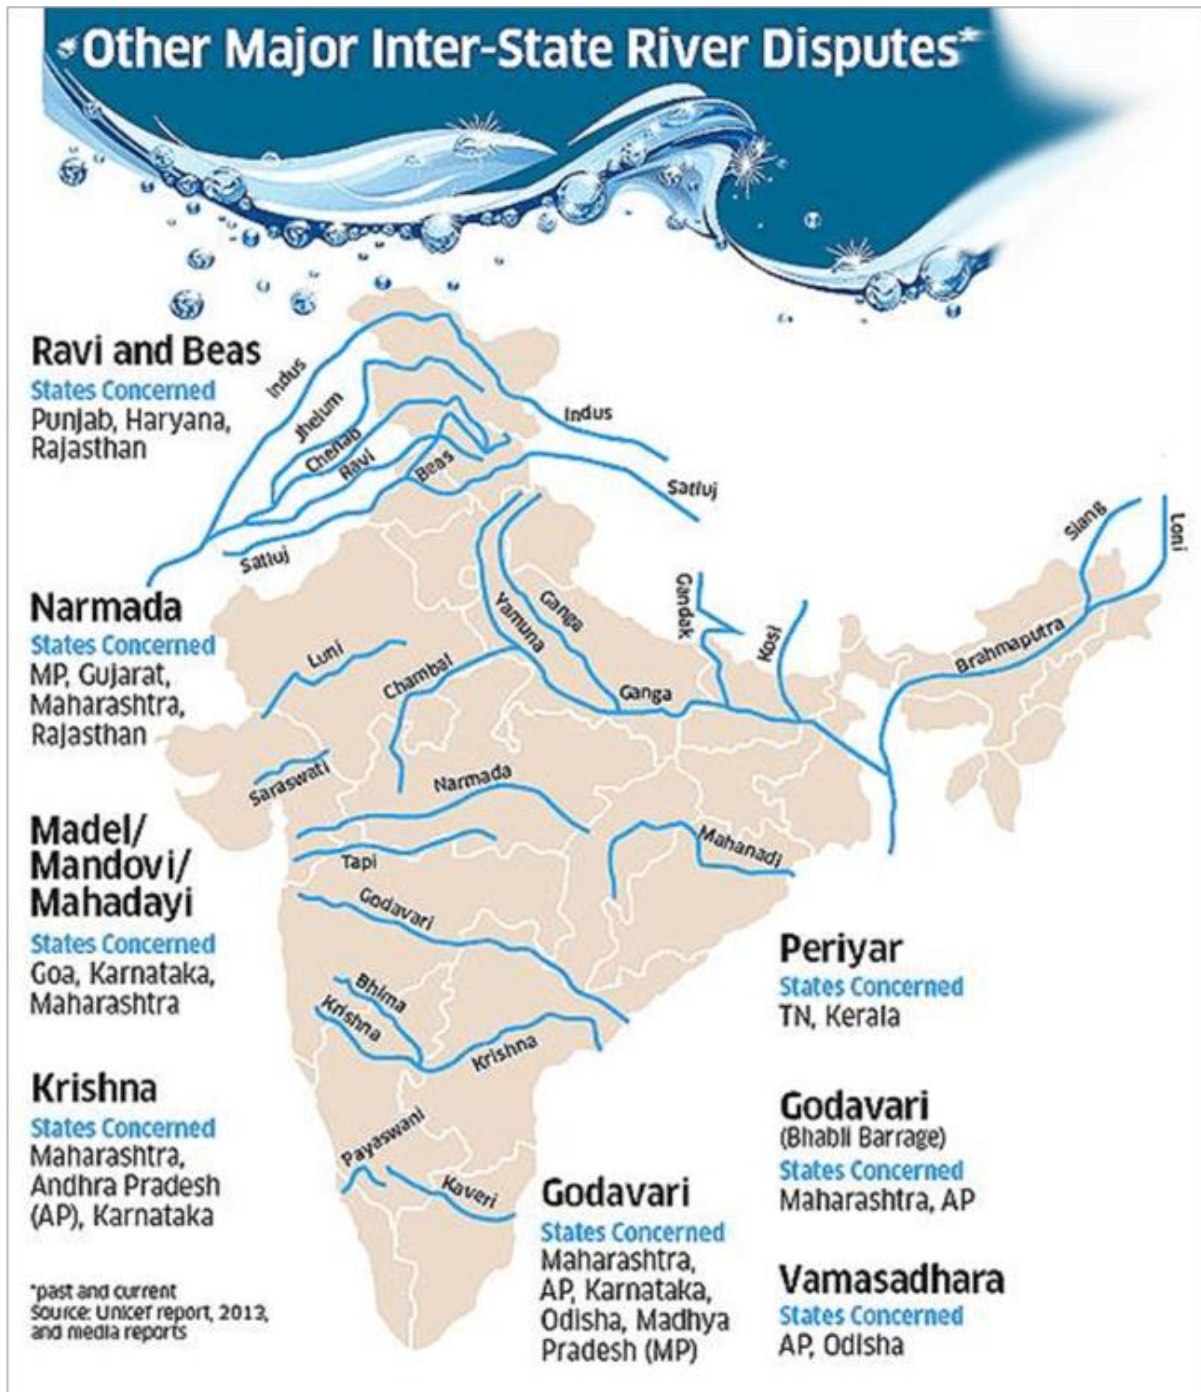 Other Major Inter-State River Disputes*
Ravi and Beas
States Concerned
Punjab, Haryana,
Rajasthan
Narmada
States Concerned
MP, Gujarat,
Maharashtra,
Rajasthan
Madel/
Mandovi/
Mahadayi
States Concerned
Goa, Karnataka,
Maharashtra
Krishna
States Concerned
Maharashtra,
Andhra Pradesh
(AP), Karnataka
*past and current
Source: Unicef report, 2013,
and media reports
Indus
Jhelum
Chenab
Ravi
Beas
Indus
Satluj
Satluj
Siang
Loni
Gandak
Kosi
Ganga
Yamuna
Brahmaputra
Luni
Chambal
Ganga
Saraswati
Narmada
Tapi
Mahanadi
Godavari
Bhima
Krishna
Krishna
Payaswani
Kaveri
Godavari
States Concerned
Maharashtra,
AP, Karnataka,
Odisha, Madhya
Pradesh (MP)
Periyar
States Concerned
TN, Kerala
Godavari
(Bhabli Barrage)
States Concerned
Maharashtra, AP
Vamasadhara
States Concerned
AP, Odisha